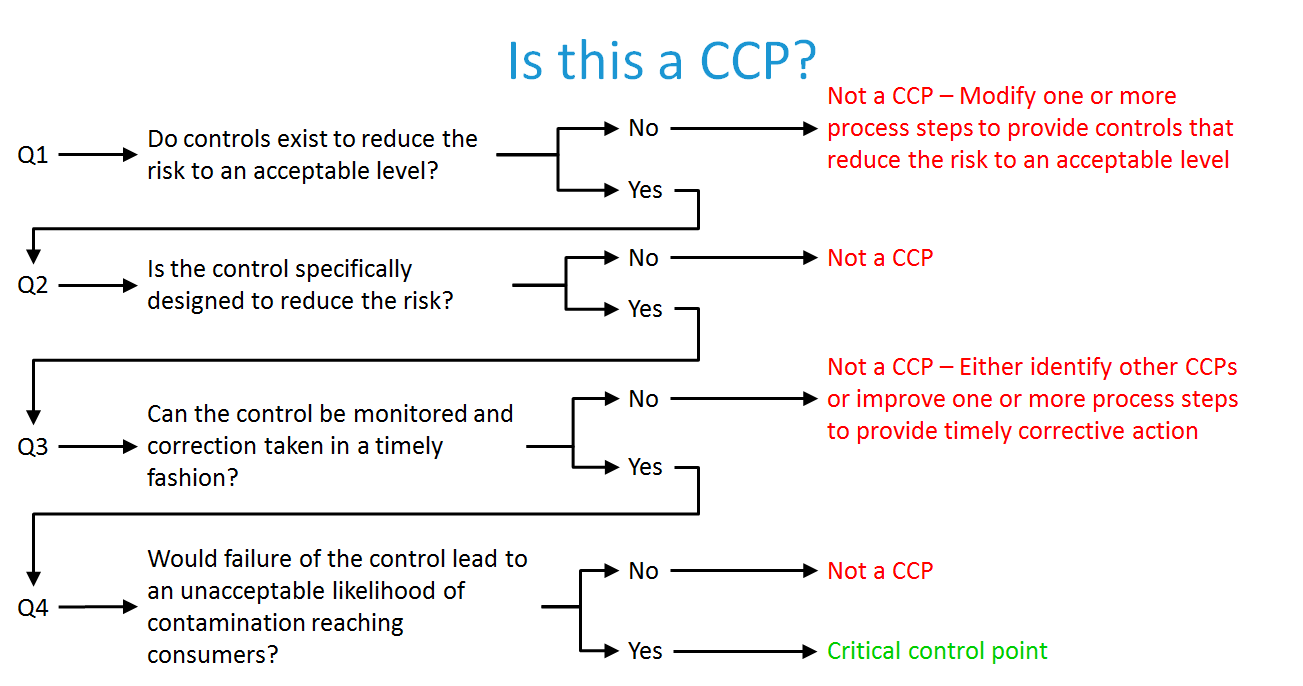 Is this a CCP?
Q1
Do controls exist to reduce the
risk to an acceptable level?
No
Not a CCP – Modify one or more
process steps to provide controls that
reduce the risk to an acceptable level
Yes
Q2
Is the control specifically
designed to reduce the risk?
No
Not a CCP
Yes
Q3
Can the control be monitored and
correction taken in a timely
fashion?
No
Not a CCP – Either identify other CCPs
or improve one or more process steps
to provide timely corrective action
Yes
Q4
Would failure of the control lead to
an unacceptable likelihood of
contamination reaching
consumers?
No
Not a CCP
Yes
Critical control point